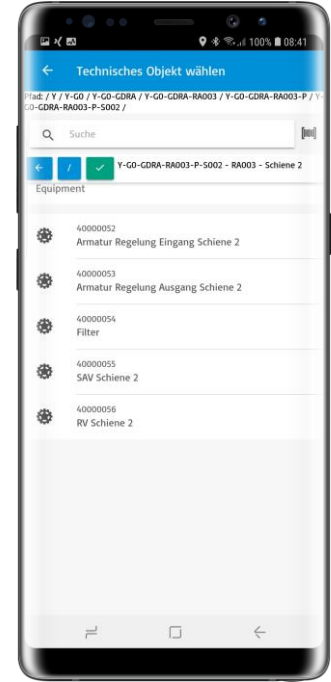 100% 08:41
Technisches Objekt wählen
Pfad: / Y / Y-G0 / Y-G0-GDRA / Y-G0-GDRA-RA003 / Y-G0-GDRA-RA003-P / Y-
G0-GDRA-RA003-P-S002 /
Suche
/ Y-G0-GDRA-RA003-P-S002 - RA003 - Schiene 2
Equipment
40000052
Armatur Regelung Eingang Schiene 2
40000053
Armatur Regelung Ausgang Schiene 2
40000054
Filter
40000055
SAV Schiene 2
40000056
RV Schiene 2